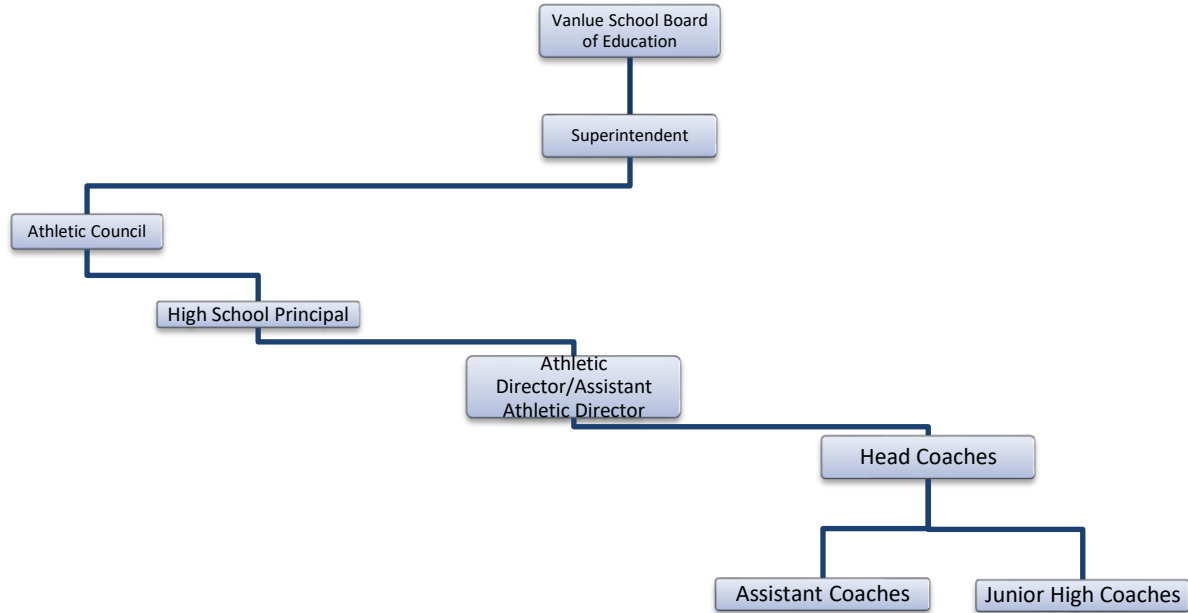 Vanlue School Board
of Education
Superintendent
Athletic Council
High School Principal
Athletic
Director/Assistant
Athletic Director
Head Coaches
Assistant Coaches
Junior High Coaches